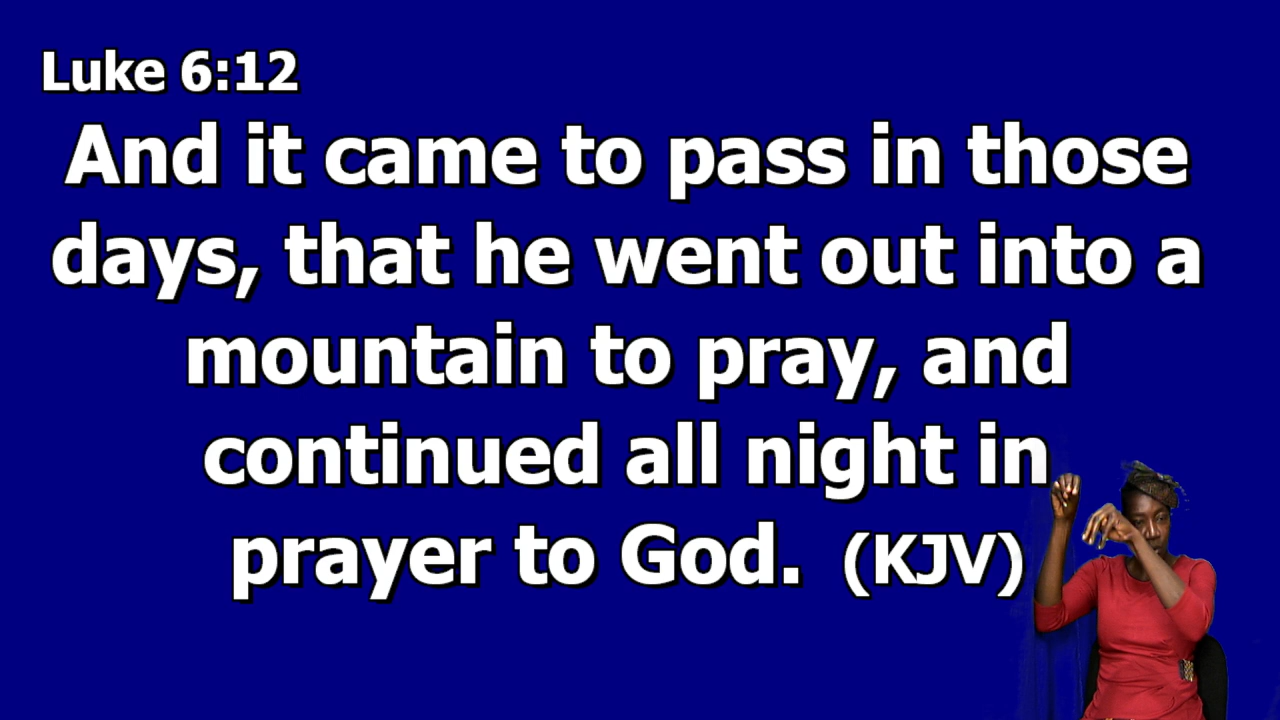 Luke 6:12
And it came to pass in those
days, that he went out into a
mountain to pray, and
continued all night in
prayer to God. (KJV)